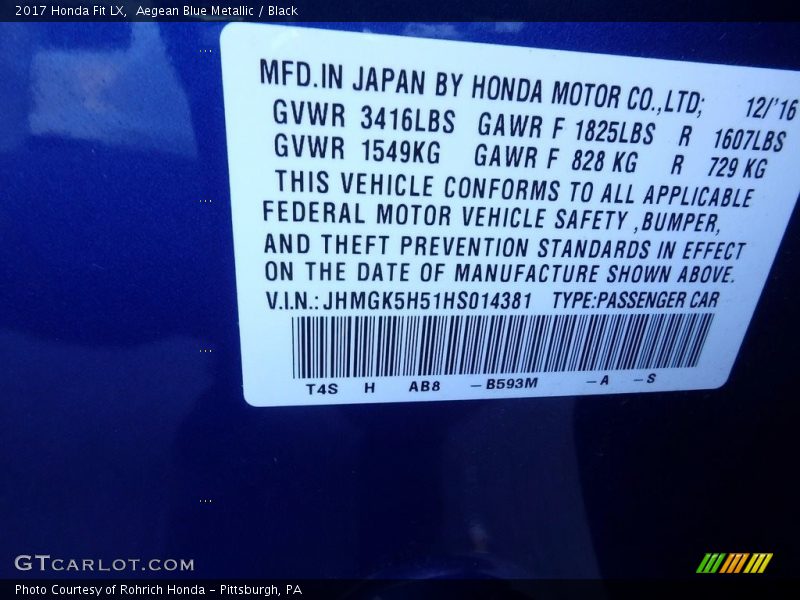 2017 Honda Fit LX,  Aegean Blue Metallic / Black
MFD.IN JAPAN BY HONDA MOTOR CO.,LTD; 12/'16
GVWR 3416LBS GAWR F 1825LBS R 1607LBS
GVWR 1549KG GAWR F 828 KG R 729 KG
THIS VEHICLE CONFORMS TO ALL APPLICABLE
FEDERAL MOTOR VEHICLE SAFETY ,BUMPER,
AND THEFT PREVENTION STANDARDS IN EFFECT
ON THE DATE OF MANUFACTURE SHOWN ABOVE.
V.I.N.: JHMGK5H51HS014381 TYPE:PASSENGER CAR
T4S H AB8 -B593M -A -S
GTCARLOT.COM
Photo Courtesy of Rohrich Honda - Pittsburgh, PA